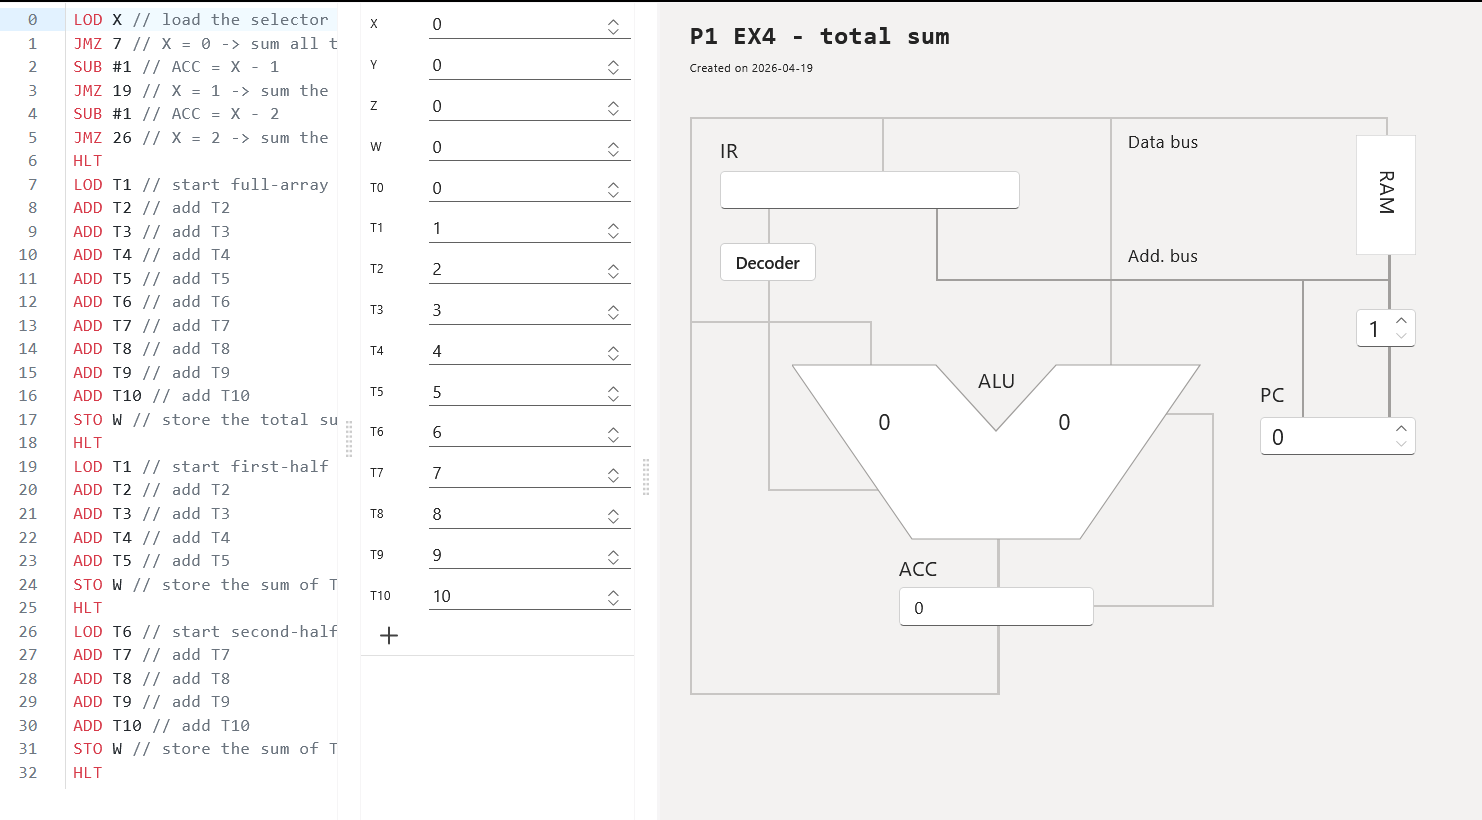 0 LOD X // load the selector
1 JMZ 7 // X = 0 -> sum all t
2 SUB #1 // ACC = X - 1
3 JMZ 19 // X = 1 -> sum the
4 SUB #1 // ACC = X - 2
5 JMZ 26 // X = 2 -> sum the
6 HLT
7 LOD T1 // start full-array
8 ADD T2 // add T2
9 ADD T3 // add T3
10 ADD T4 // add T4
11 ADD T5 // add T5
12 ADD T6 // add T6
13 ADD T7 // add T7
14 ADD T8 // add T8
15 ADD T9 // add T9
16 ADD T10 // add T10
17 STO W // store the total su
18 HLT
19 LOD T1 // start first-half
20 ADD T2 // add T2
21 ADD T3 // add T3
22 ADD T4 // add T4
23 ADD T5 // add T5
24 STO W // store the sum of T
25 HLT
26 LOD T6 // start second-half
27 ADD T7 // add T7
28 ADD T8 // add T8
29 ADD T9 // add T9
30 ADD T10 // add T10
31 STO W // store the sum of T
32 HLT
X 0
Y 0
Z 0
W 0
T0 0
T1 1
T2 2
T3 3
T4 4
T5 5
T6 6
T7 7
T8 8
T9 9
T10 10
P1 EX4 - total sum
Created on 2026-04-19
Data bus
IR
RAM
Add. bus
Decoder
1
ALU
PC
0 0
0
ACC
0